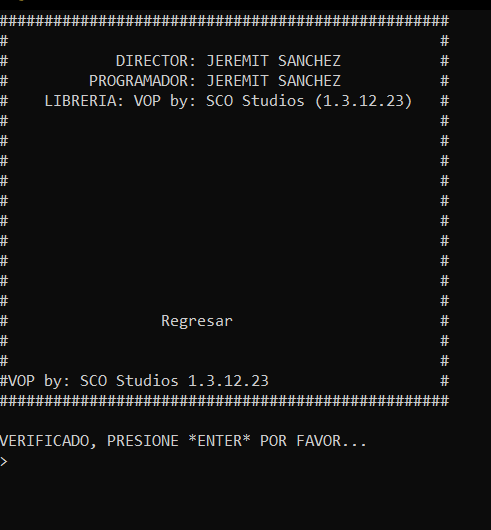 ##################################################
# #
# DIRECTOR: JEREMIT SANCHEZ #
# PROGRAMADOR: JEREMIT SANCHEZ #
# LIBRERIA: VOP by: SCO Studios (1.3.12.23) #
# #
# #
# #
# #
# #
# #
# #
# #
# #
# #
# Regresar #
# #
# #
#VOP by: SCO Studios 1.3.12.23 #
##################################################
VERIFICADO, PRESIONE *ENTER* POR FAVOR...
>